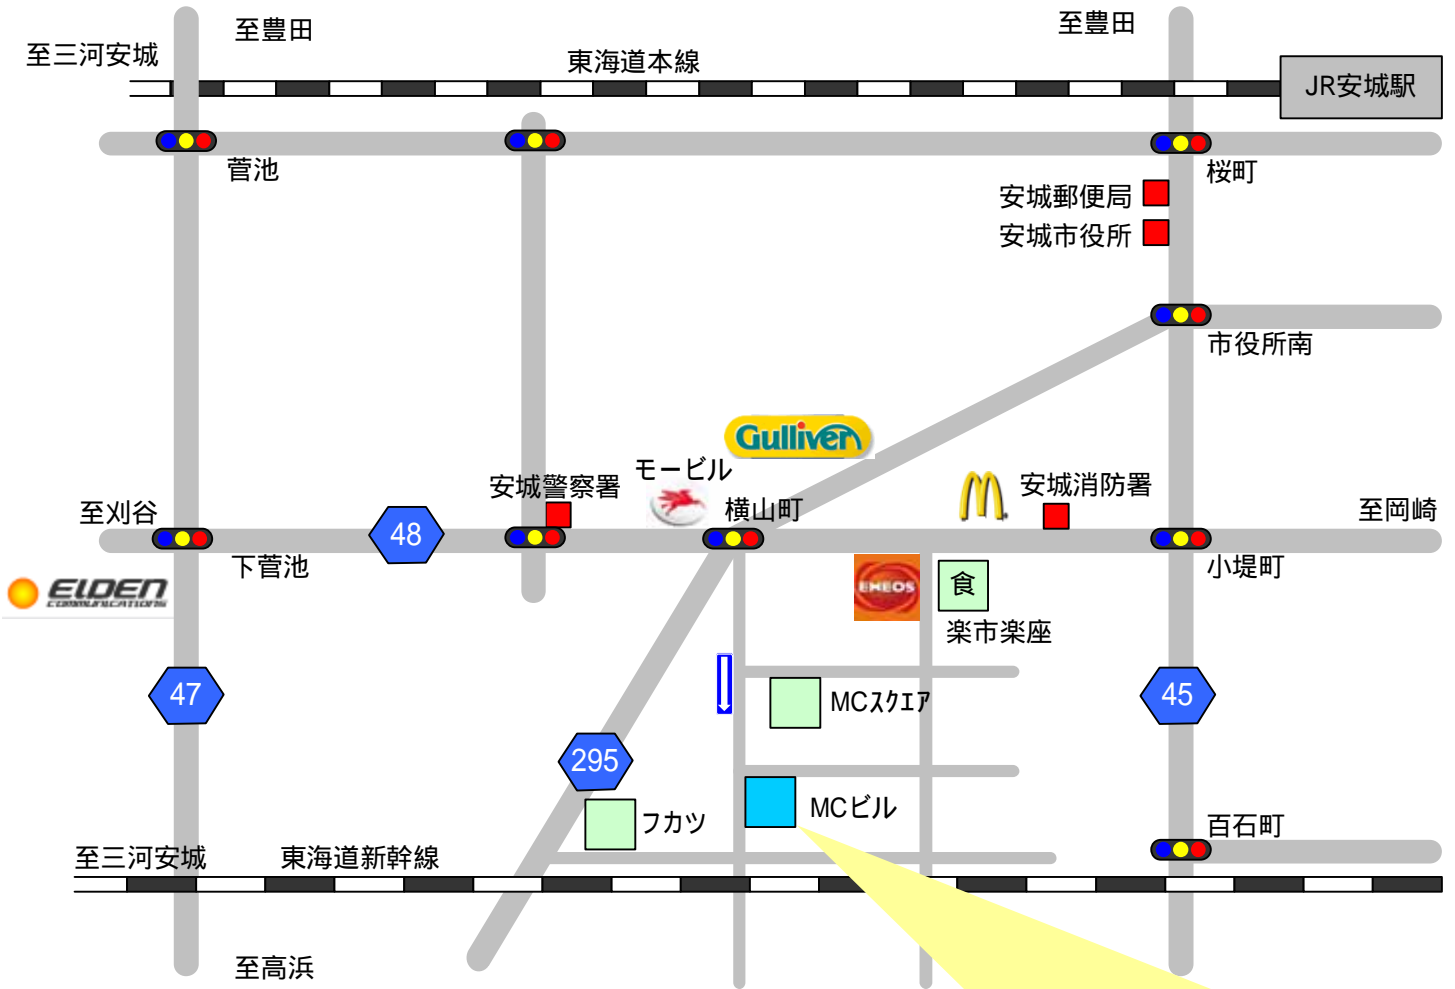 至豊田
至豊田
至三河安城
東海道本線
JR安城駅
菅池
桜町
安城郵便局
安城市役所
市役所南
Gulliver
モービル
安城警察署
安城消防署
横山町
至刈谷
至岡崎
48
下菅池
小堤町
ELDEN
COMMUNICATIONS
ENEOS
食
楽市楽座
47
MCスクエア
45
295
MCビル
フカツ
百石町
至三河安城
東海道新幹線
至高浜